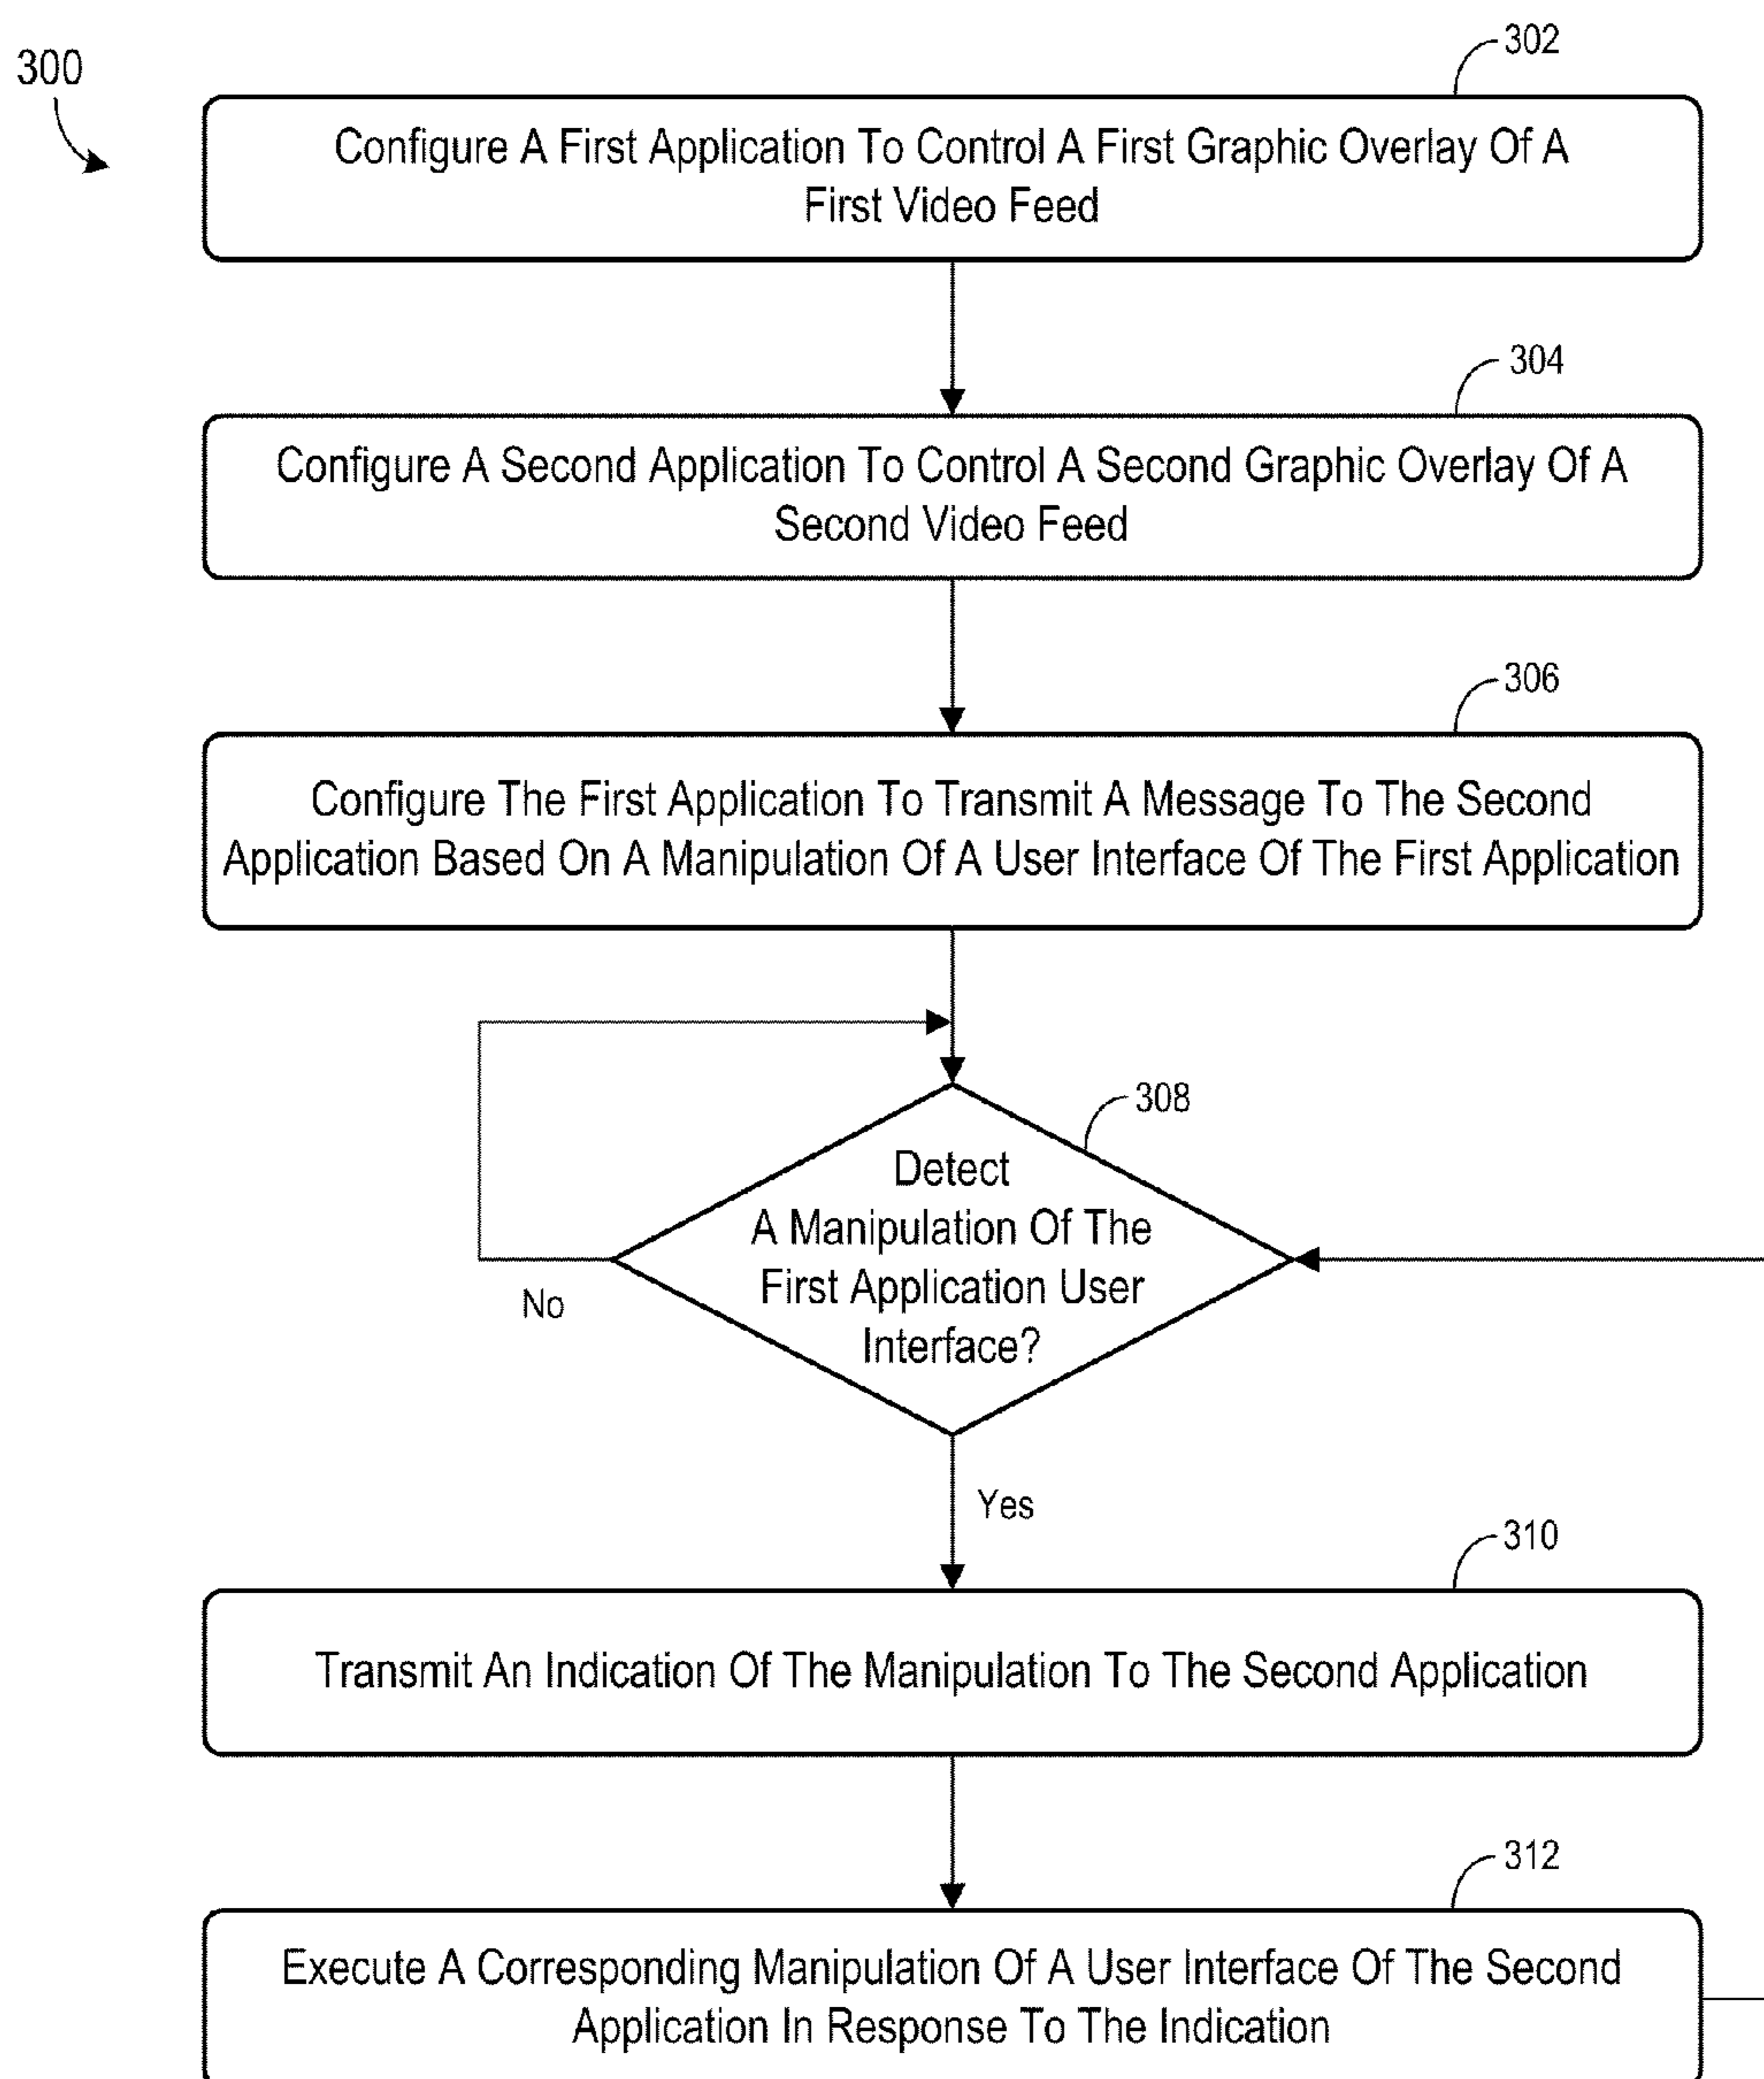 300
302
Configure A First Application To Control A First Graphic Overlay Of A
First Video Feed
304
Configure A Second Application To Control A Second Graphic Overlay Of A
Second Video Feed
306
Configure The First Application To Transmit A Message To The Second
Application Based On A Manipulation Of A User Interface Of The First Application
308
Detect
A Manipulation Of The
First Application User
Interface?
No
Yes
310
Transmit An Indication Of The Manipulation To The Second Application
312
Execute A Corresponding Manipulation Of A User Interface Of The Second
Application In Response To The Indication